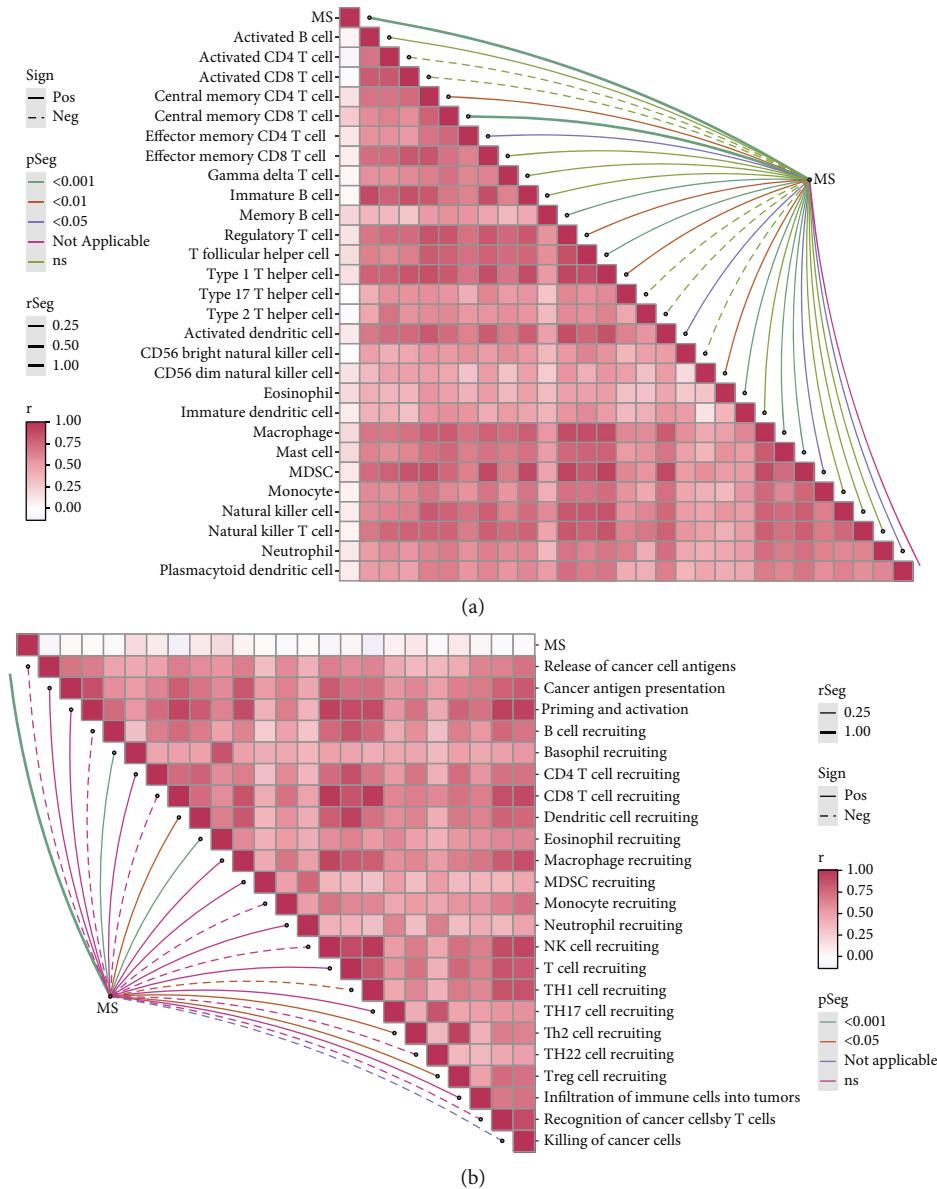 MS
Activated B cell
Activated CD4 T cell
Activated CD8 T cell
Central memory CD4 T cell
Central memory CD8 T cell
Effector memory CD4 T cell
Effector memory CD8 T cell
Gamma delta T cell
Immature B cell
Memory B cell
Regulatory T cell
T follicular helper cell
Type 1 T helper cell
Type 17 T helper cell
Type 2 T helper cell
Activated dendritic cell
CD56 bright natural killer cell
CD56 dim natural killer cell
Eosinophil
Immature dendritic cell
Macrophage
Mast cell
MDSC
Monocyte
Natural killer cell
Natural killer T cell
Neutrophil
Plasmacytoid dendritic cell
Sign
Pos
Neg
pSeg
<0.001
<0.01
<0.05
Not Applicable
ns
rSeg
0.25
0.50
1.00
r
1.00
0.75
0.50
0.25
0.00
MS
(a)
MS
Release of cancer cell antigens
Cancer antigen presentation
Priming and activation
B cell recruiting
Basophil recruiting
CD4 T cell recruiting
CD8 T cell recruiting
Dendritic cell recruiting
Eosinophil recruiting
Macrophage recruiting
MDSC recruiting
Monocyte recruiting
Neutrophil recruiting
NK cell recruiting
T cell recruiting
TH1 cell recruiting
TH17 cell recruiting
Th2 cell recruiting
TH22 cell recruiting
Treg cell recruiting
Infiltration of immune cells into tumors
Recognition of cancer cellsby T cells
Killing of cancer cells
MS
rSeg
0.25
1.00
Sign
Pos
Neg
r
1.00
0.75
0.50
0.25
0.00
pSeg
<0.001
<0.05
Not applicable
ns
(b)